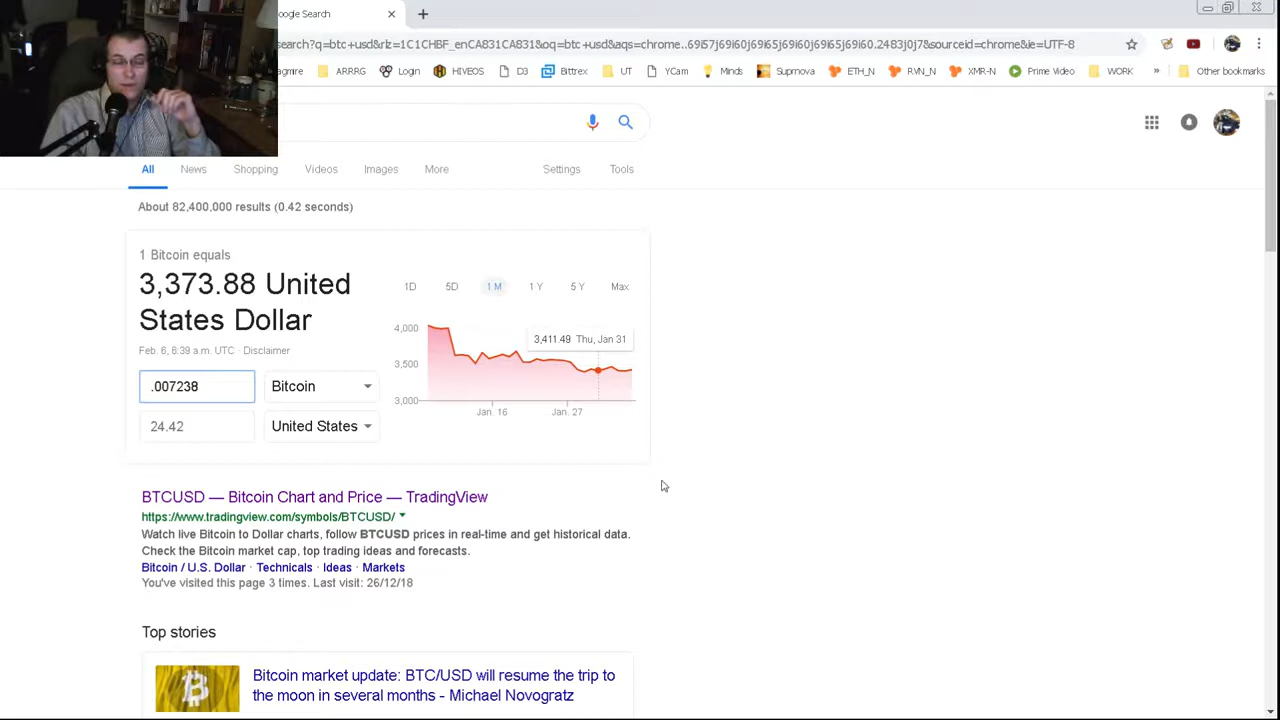 oogle Search
search?q=btc+usd&rlz=1C1CHBF_enCA831CA831&oq=btc+usd&aqs=chrome..69i57j69i60j69i65j69i60j69i65j69i60.2483j0j7&sourceid=chrome&ie=UTF-8
agmire ARRRG Login HIVEOS D3 Bittrex UT YCam Minds Suprnova ETH_N RVN_N XMR-N Prime Video WORK » Other bookmarks
All News Shopping Videos Images More Settings Tools
About 82,400,000 results (0.42 seconds)
1 Bitcoin equals
3,373.88 United
States Dollar
Feb. 6, 6:39 a.m. UTC · Disclaimer
.007238 Bitcoin
24.42 United States
1D 5D 1 M 1 Y 5 Y Max
4,000
3,411.49 Thu, Jan 31
3,500
3,000
Jan. 16 Jan. 27
BTCUSD — Bitcoin Chart and Price — TradingView
https://www.tradingview.com/symbols/BTCUSD/
Watch live Bitcoin to Dollar charts, follow BTCUSD prices in real-time and get historical data.
Check the Bitcoin market cap, top trading ideas and forecasts.
Bitcoin / U.S. Dollar · Technicals · Ideas · Markets
You've visited this page 3 times. Last visit: 26/12/18
Top stories
Bitcoin market update: BTC/USD will resume the trip to
the moon in several months - Michael Novogratz